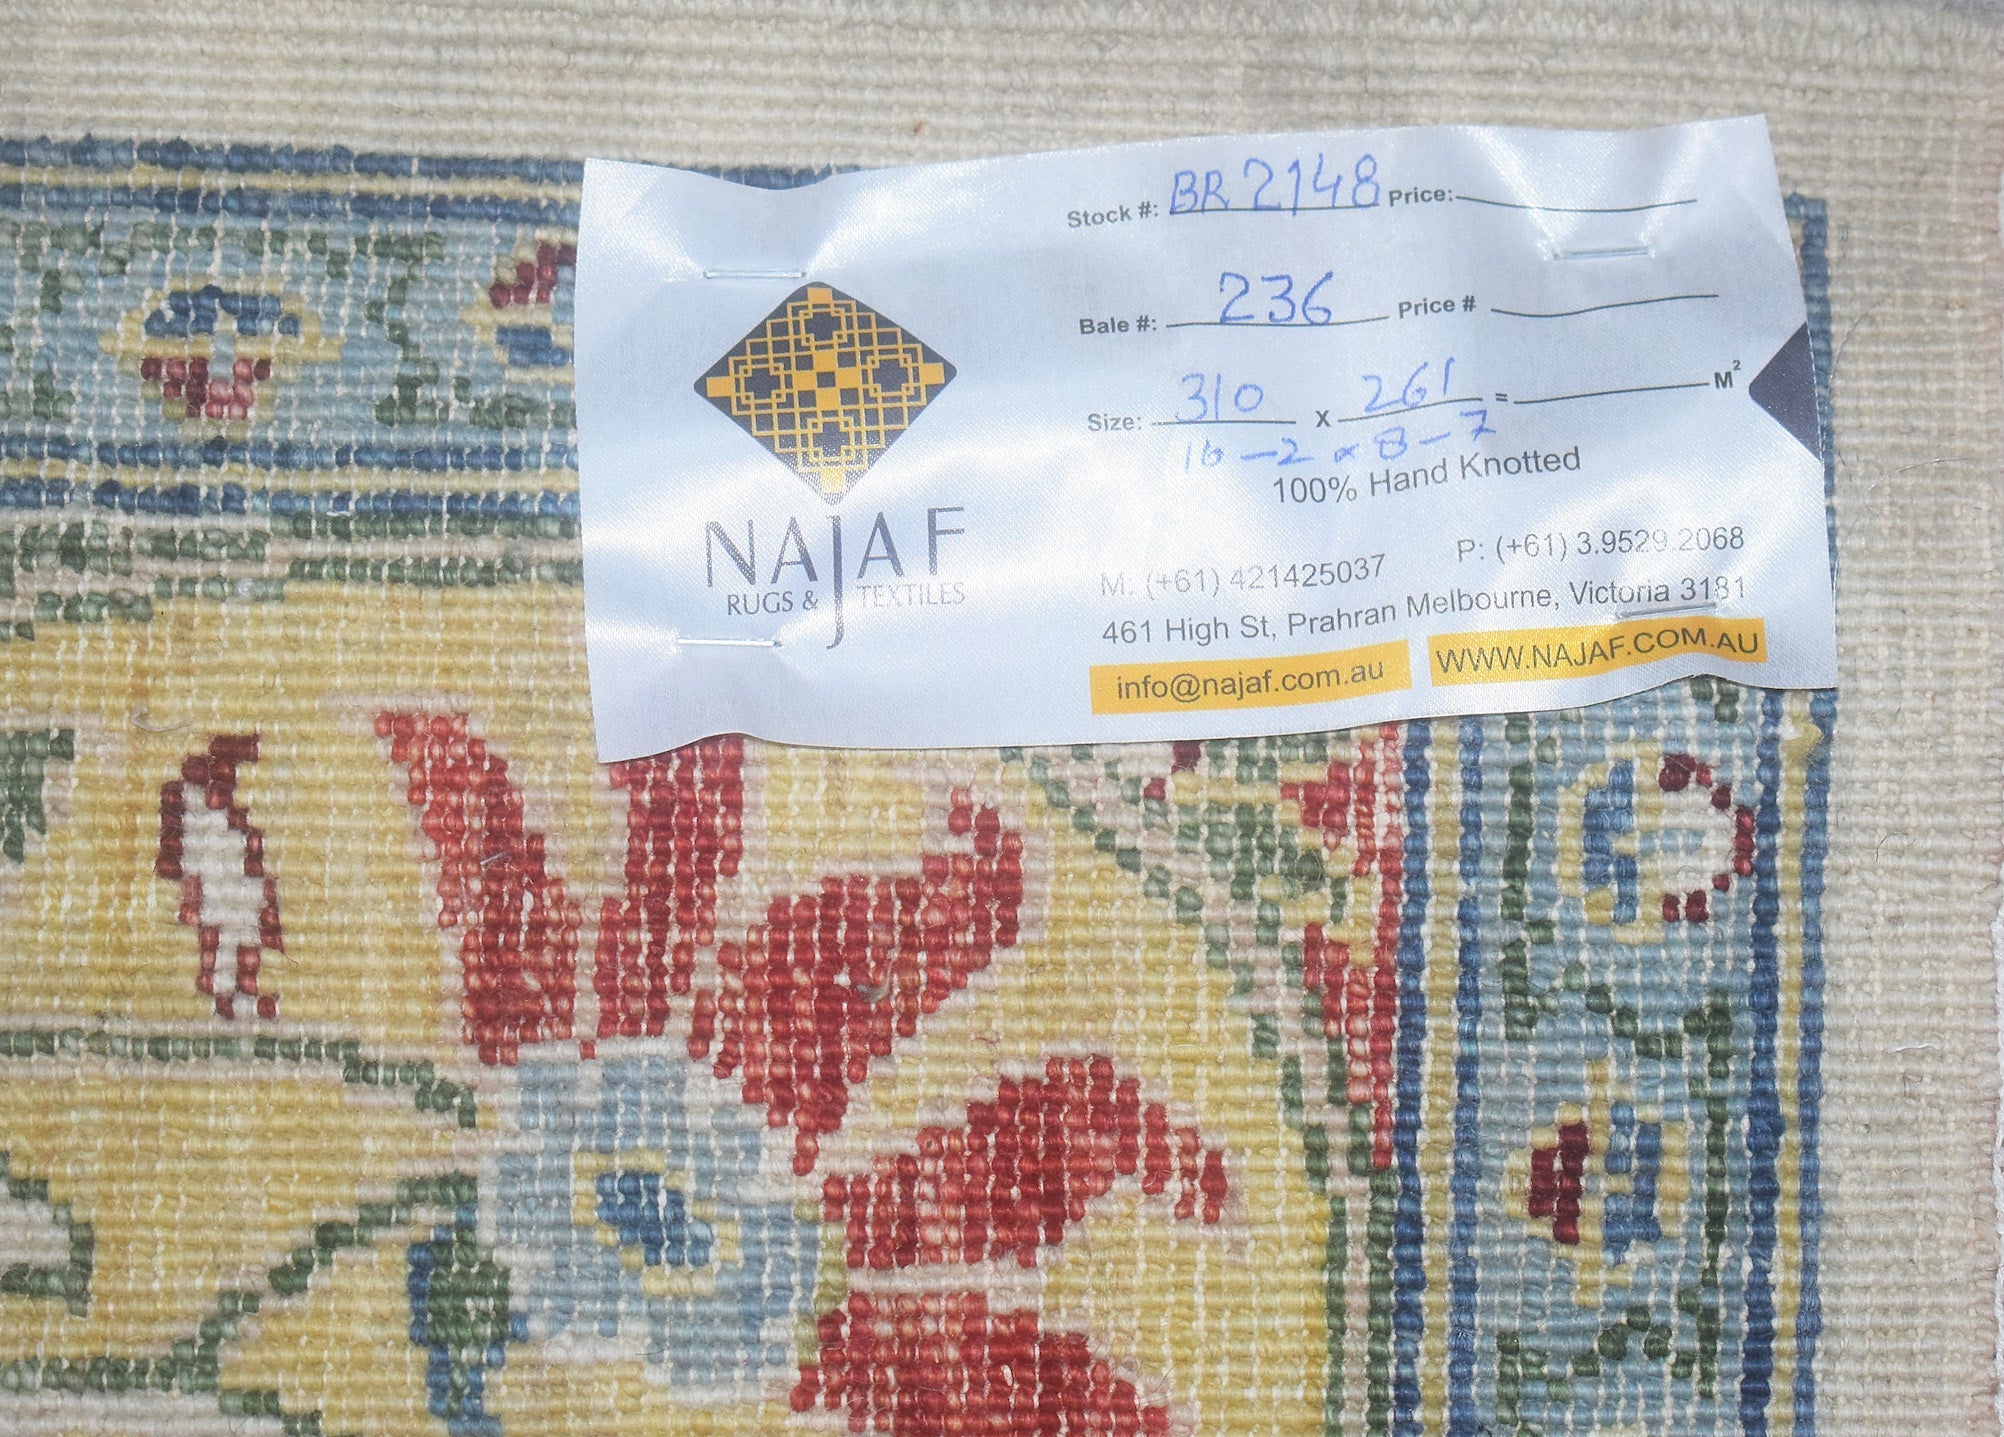 Stock #: BR 2148 Price:
Bale #: 236 Price #
Size: 310 x 261 = M²
10-2 x 8-7
100% Hand Knotted
NAJAF
RUGS & TEXTILES
M: (+61) 421425037 P: (+61) 3.9529.2068
461 High St, Prahran Melbourne, Victoria 3181
info@najaf.com.au WWW.NAJAF.COM.AU